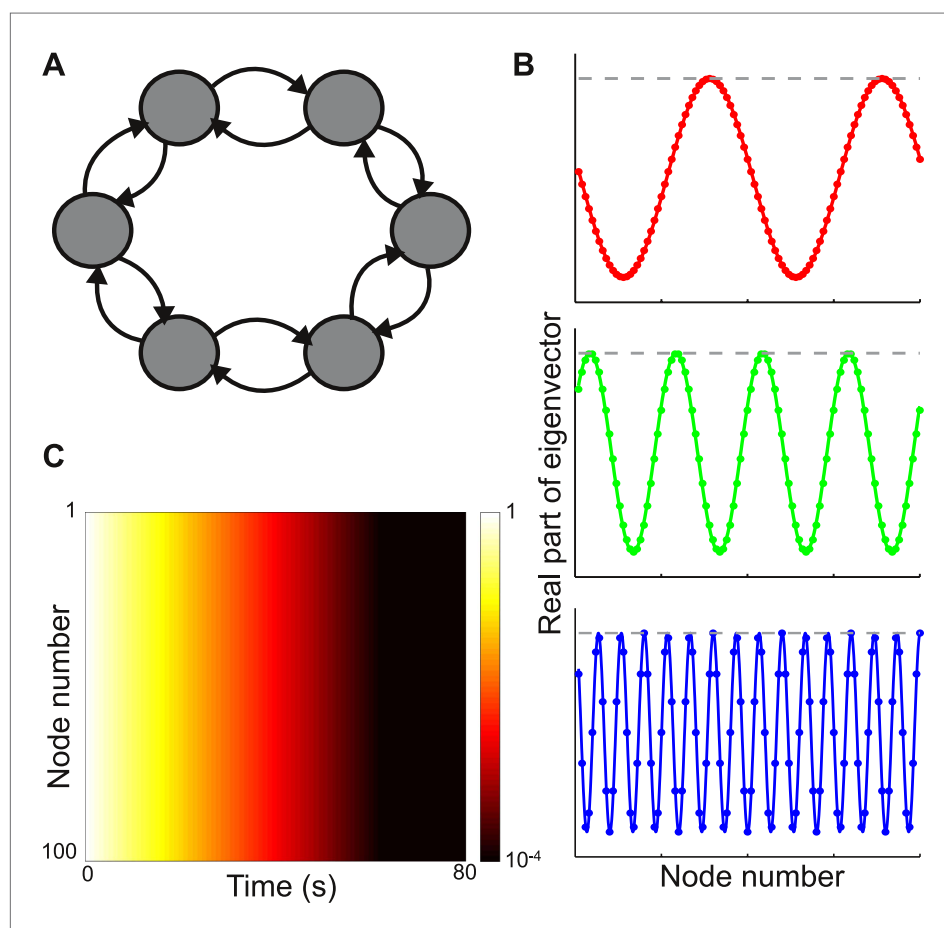 A
B
Real part of eigenvector
Node number
C
1
Node number
100
0
Time (s)
80
1
10-4